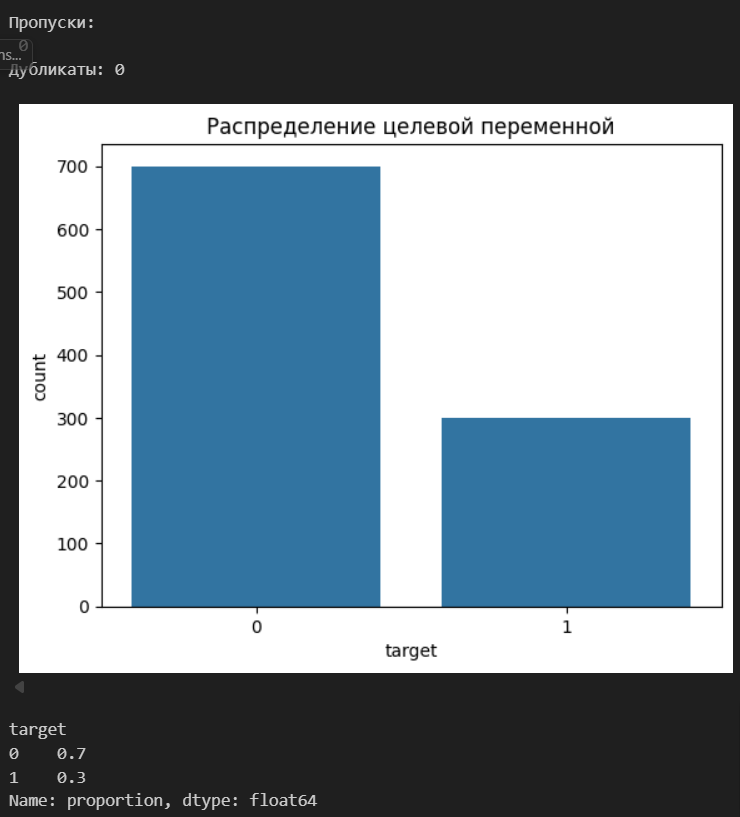 Пропуски:
0
ns...
Дубликаты: 0
Распределение целевой переменной
700
600
500
400
300
200
100
0
count
0 1
target
target
0 0.7
1 0.3
Name: proportion, dtype: float64